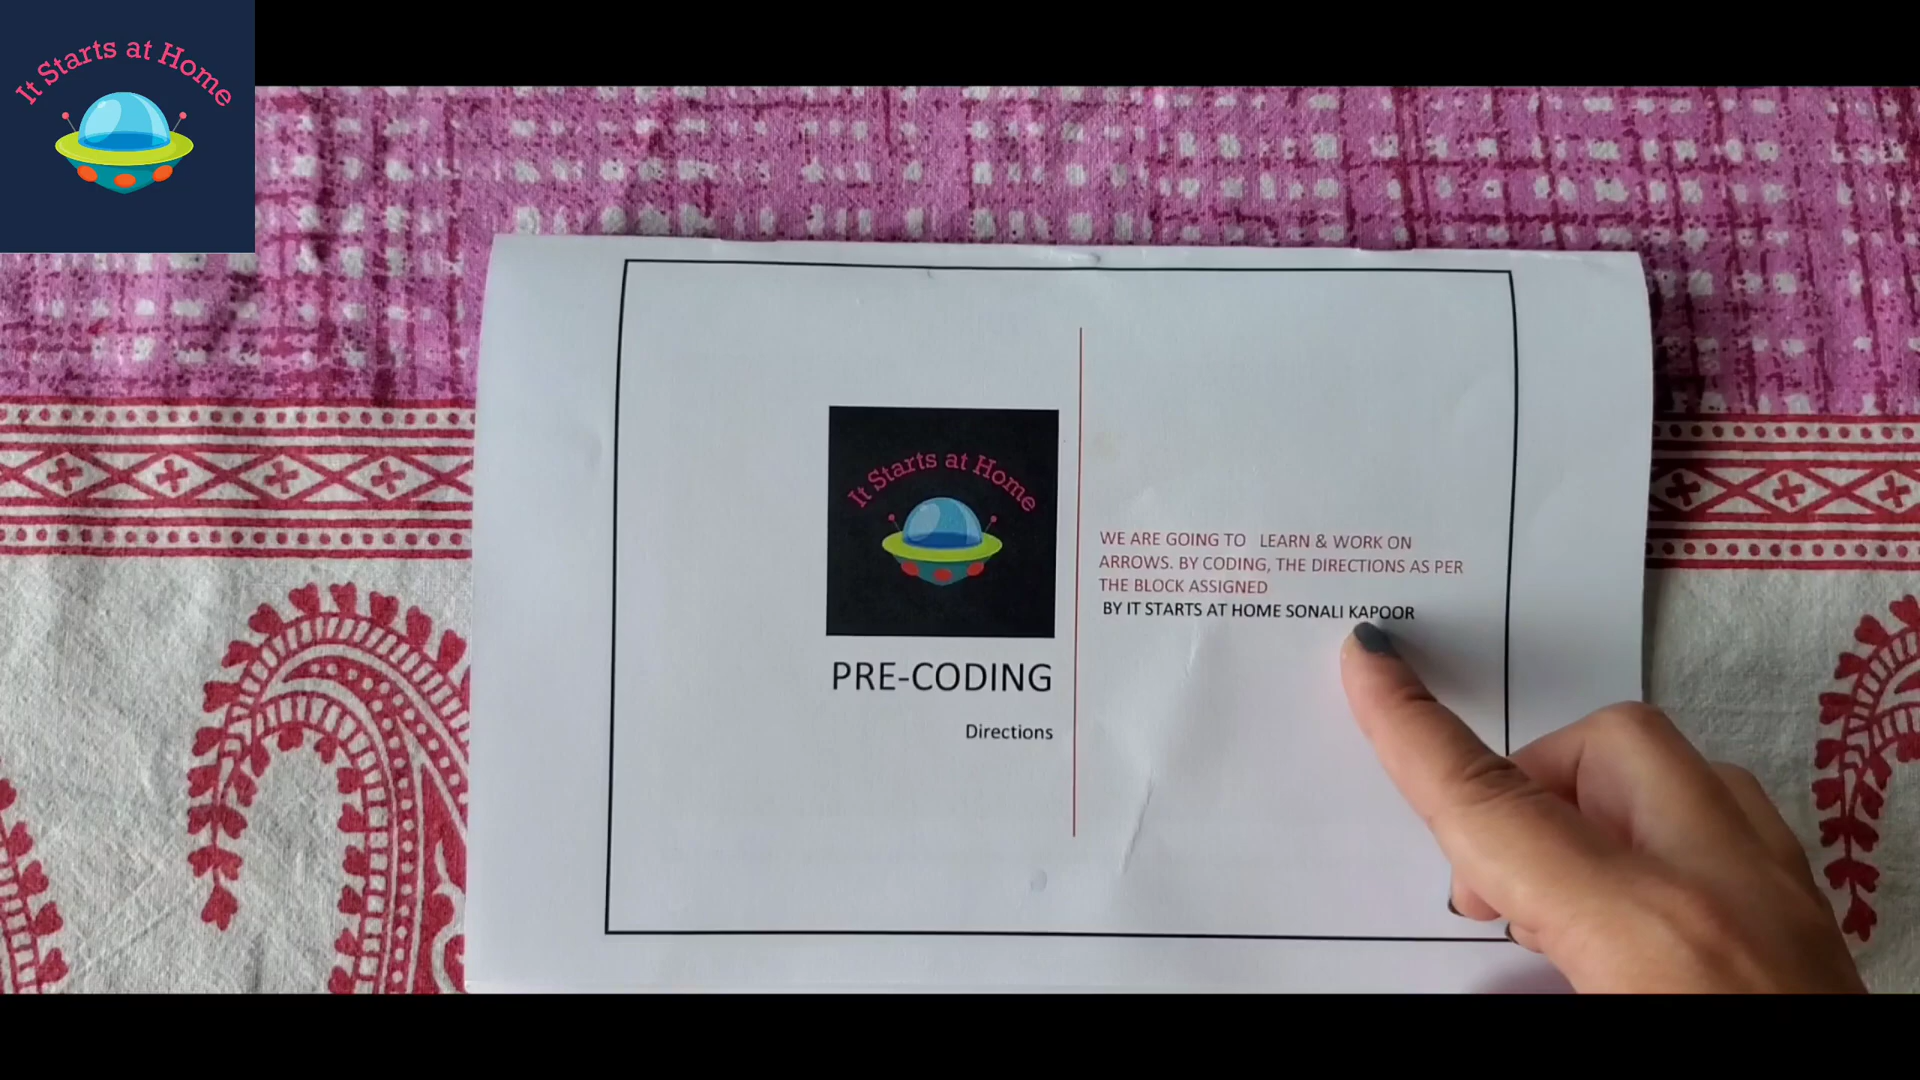 It Starts at Home
It Starts at Home
PRE-CODING
Directions
WE ARE GOING TO LEARN & WORK ON
ARROWS. BY CODING, THE DIRECTIONS AS PER
THE BLOCK ASSIGNED
BY IT STARTS AT HOME SONALI KAPOOR